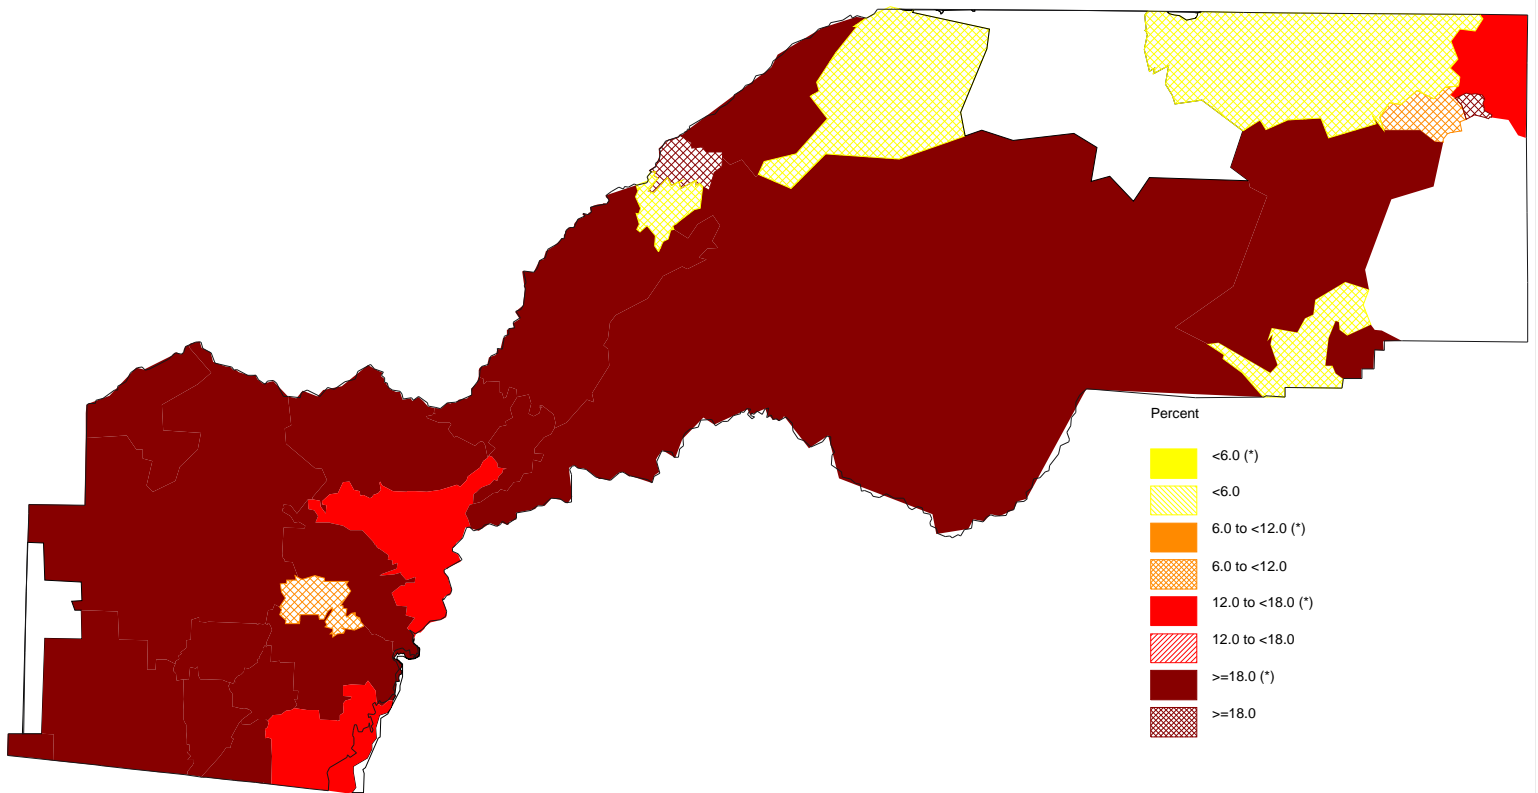 Percent
<6.0 (*)
<6.0
6.0 to <12.0 (*)
6.0 to <12.0
12.0 to <18.0 (*)
12.0 to <18.0
>=18.0 (*)
>=18.0